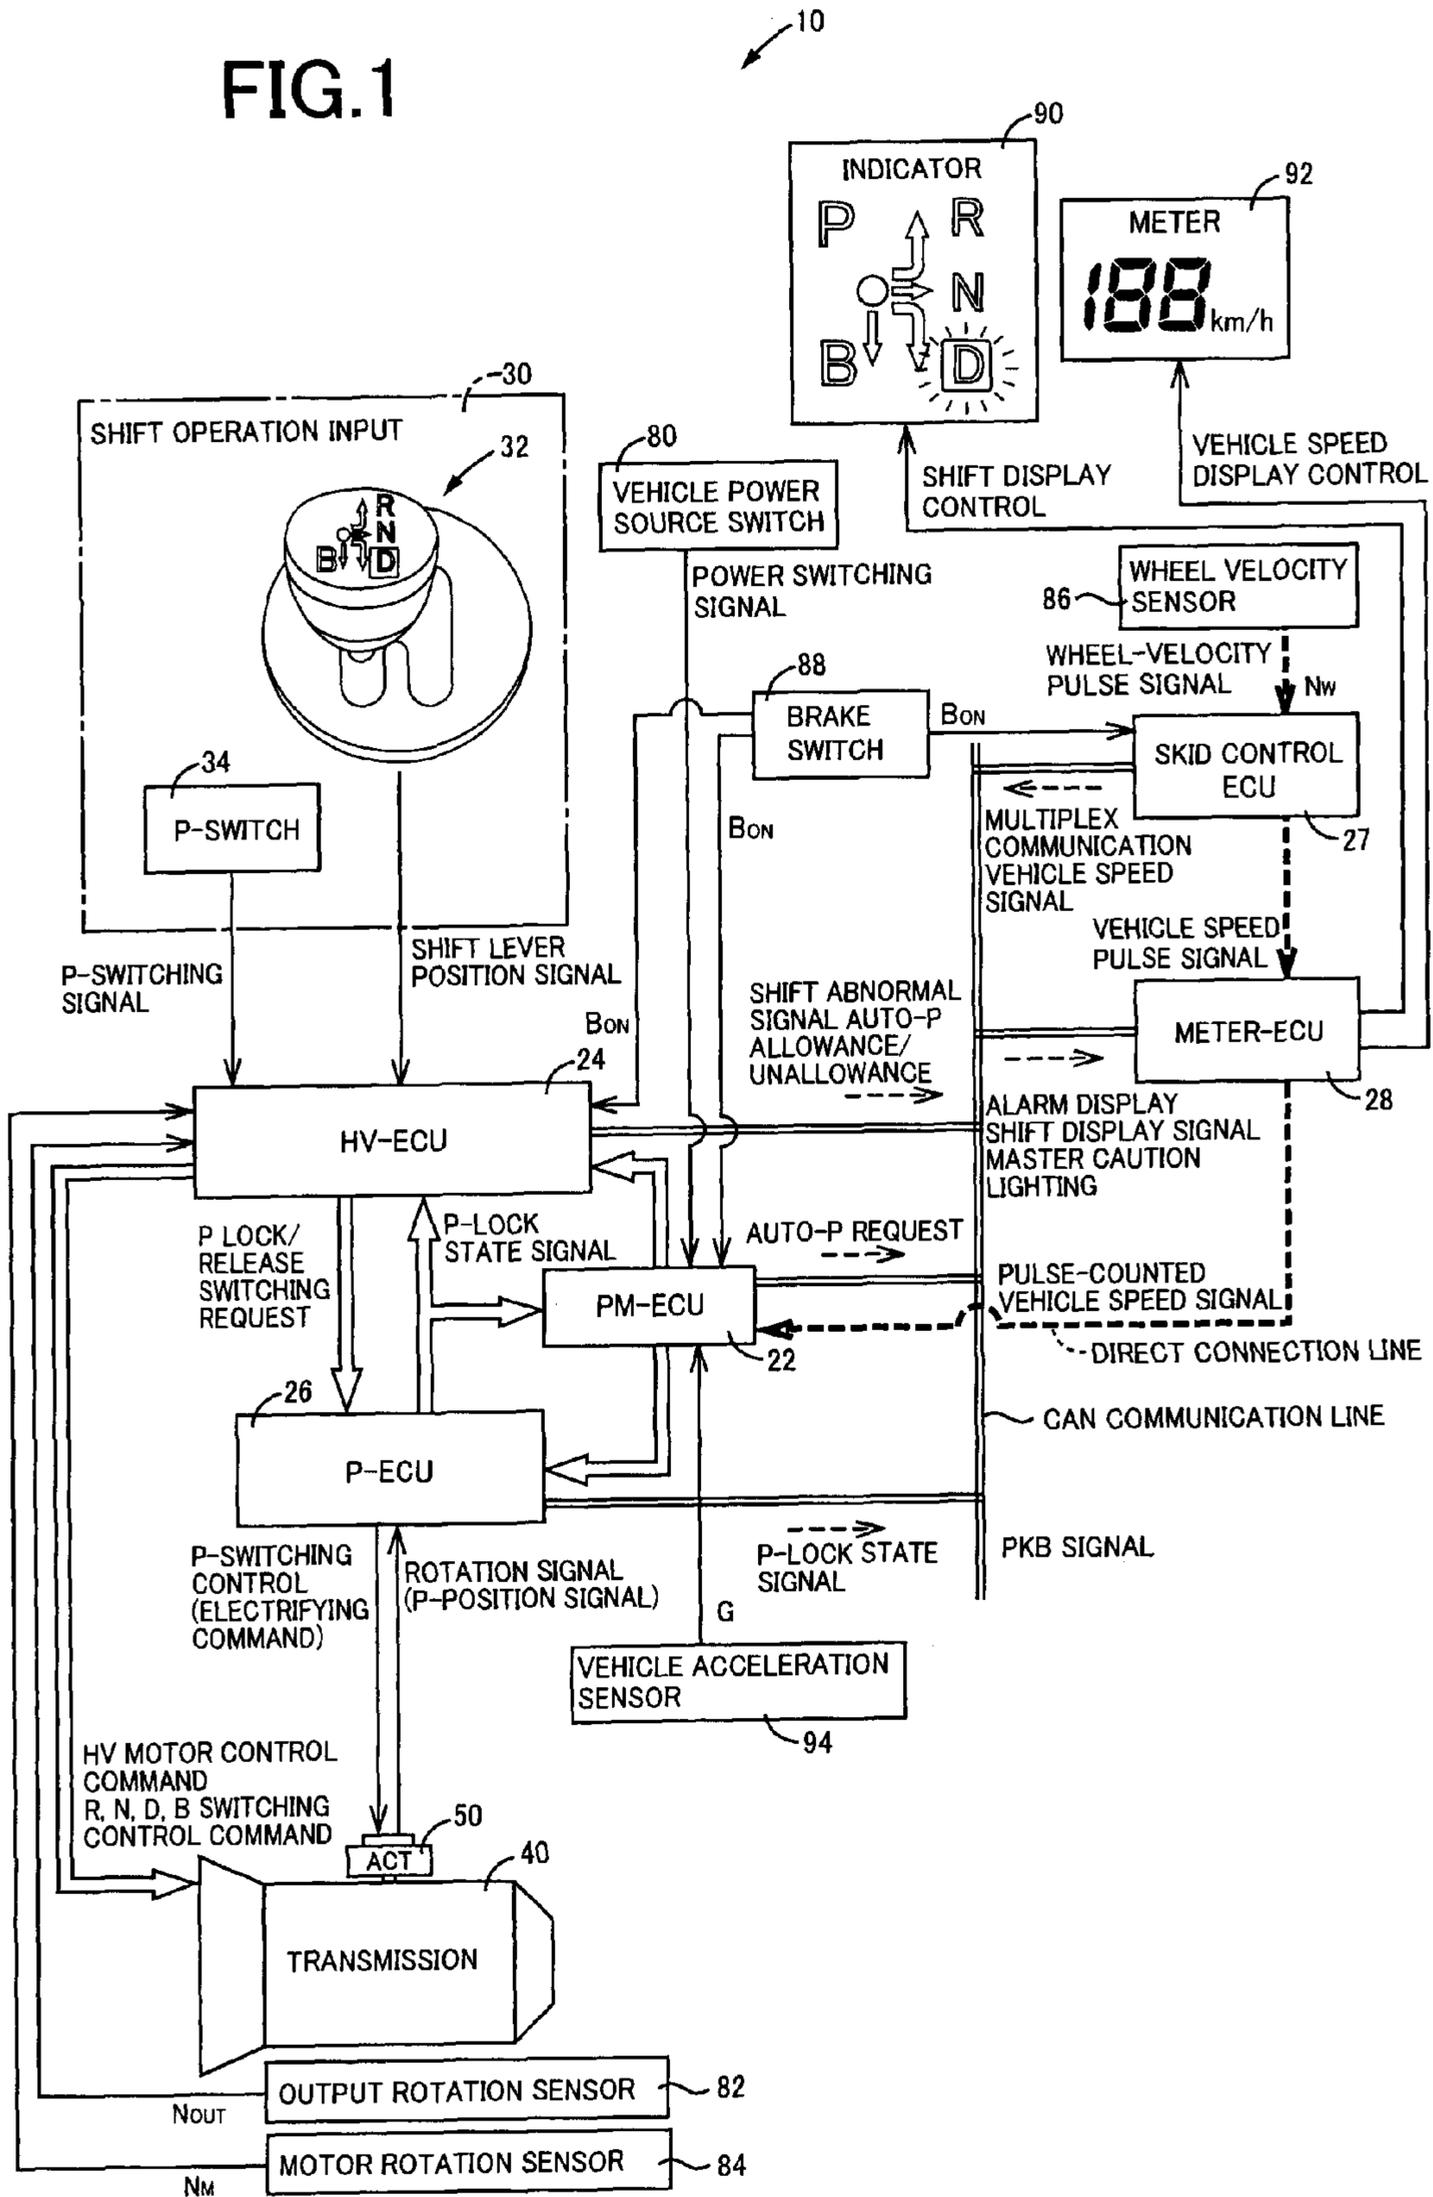 10
FIG.1
90
INDICATOR
P
R
N
B
D
92
METER
188 km/h
30
SHIFT OPERATION INPUT
32
R
N
B
D
80
VEHICLE POWER
SOURCE SWITCH
SHIFT DISPLAY
CONTROL
VEHICLE SPEED
DISPLAY CONTROL
POWER SWITCHING
SIGNAL
WHEEL VELOCITY
SENSOR
86
WHEEL-VELOCITY
PULSE SIGNAL
NW
88
BRAKE
SWITCH
BON
SKID CONTROL
ECU
27
34
P-SWITCH
BON
MULTIPLEX
COMMUNICATION
VEHICLE SPEED
SIGNAL
VEHICLE SPEED
PULSE SIGNAL
P-SWITCHING
SIGNAL
SHIFT LEVER
POSITION SIGNAL
BON
SHIFT ABNORMAL
SIGNAL AUTO-P
ALLOWANCE/
UNALLOWANCE
METER-ECU
28
24
HV-ECU
ALARM DISPLAY
SHIFT DISPLAY SIGNAL
MASTER CAUTION
LIGHTING
P LOCK/
RELEASE
SWITCHING
REQUEST
P-LOCK
STATE SIGNAL
AUTO-P REQUEST
PM-ECU
22
PULSE-COUNTED
VEHICLE SPEED SIGNAL
DIRECT CONNECTION LINE
26
P-ECU
CAN COMMUNICATION LINE
P-SWITCHING
CONTROL
(ELECTRIFYING
COMMAND)
ROTATION SIGNAL
(P-POSITION SIGNAL)
P-LOCK STATE
SIGNAL
PKB SIGNAL
G
VEHICLE ACCELERATION
SENSOR
94
HV MOTOR CONTROL
COMMAND
R, N, D, B SWITCHING
CONTROL COMMAND
50
ACT
40
TRANSMISSION
OUTPUT ROTATION SENSOR
82
NOUT
MOTOR ROTATION SENSOR
84
NM